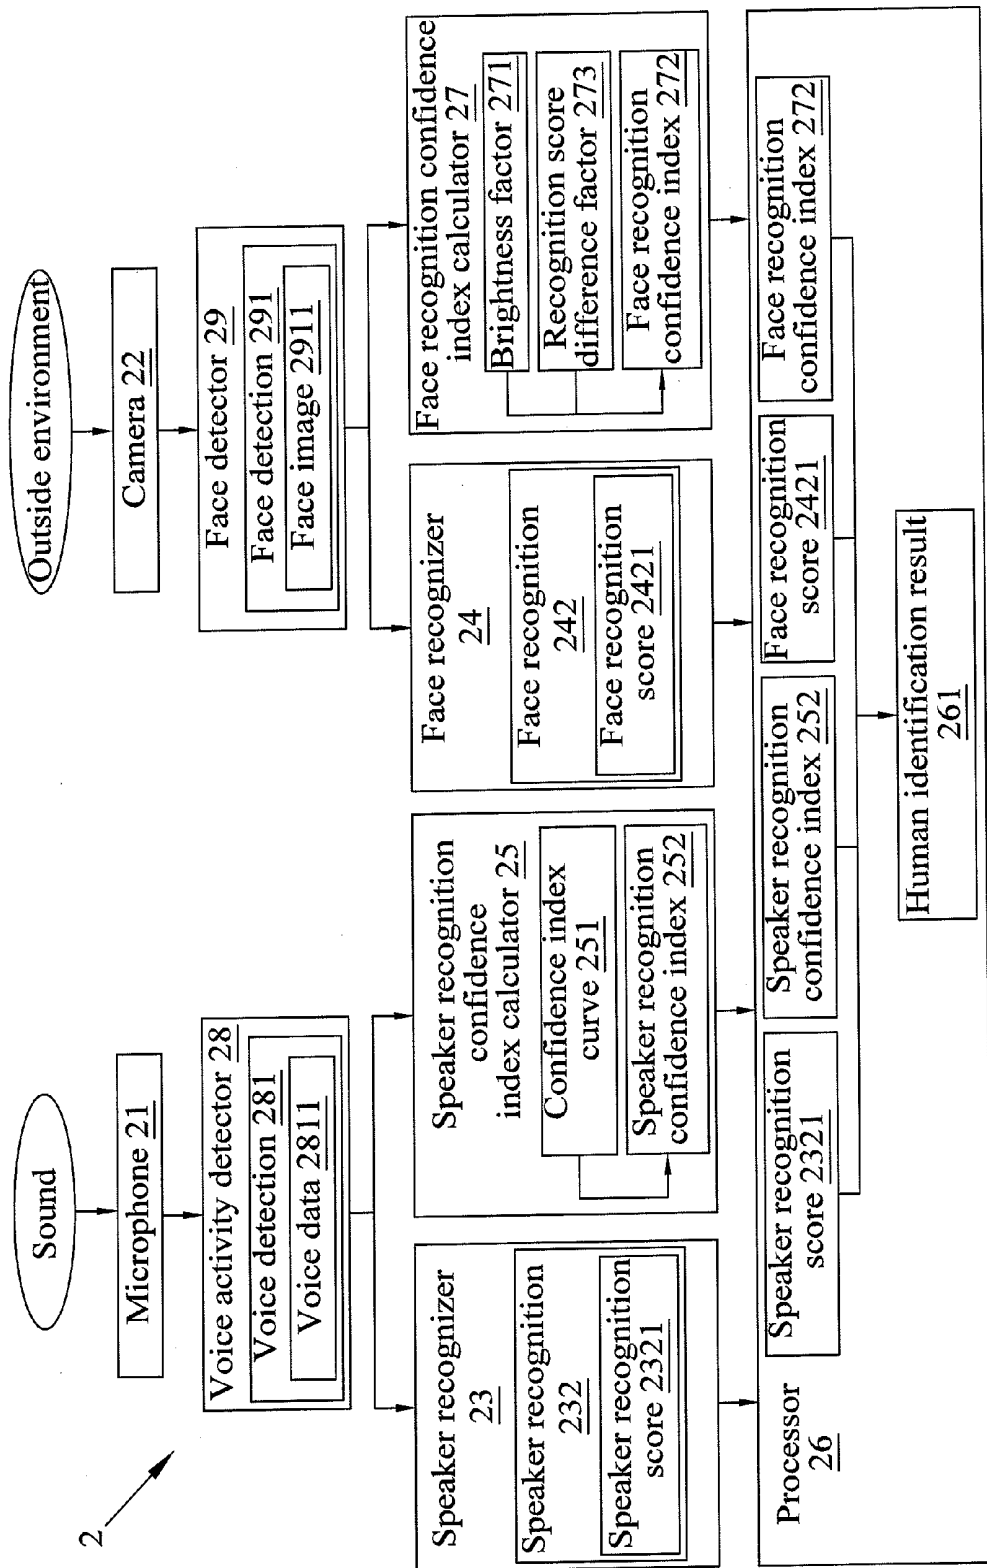 2
Sound
Microphone 21
Voice activity detector 28
Voice detection 281
Voice data 2811
Speaker recognizer
23
Speaker recognition
232
Speaker recognition
score 2321
Speaker recognition
confidence
index calculator 25
Confidence index
curve 251
Speaker recognition
confidence index 252
Outside environment
Camera 22
Face detector 29
Face detection 291
Face image 2911
Face recognizer
24
Face recognition
242
Face recognition
score 2421
Face recognition confidence
index calculator 27
Brightness factor 271
Recognition score
difference factor 273
Face recognition
confidence index 272
Processor
26
Speaker recognition
score 2321
Speaker recognition
confidence index 252
Face recognition
score 2421
Face recognition
confidence index 272
Human identification result
261